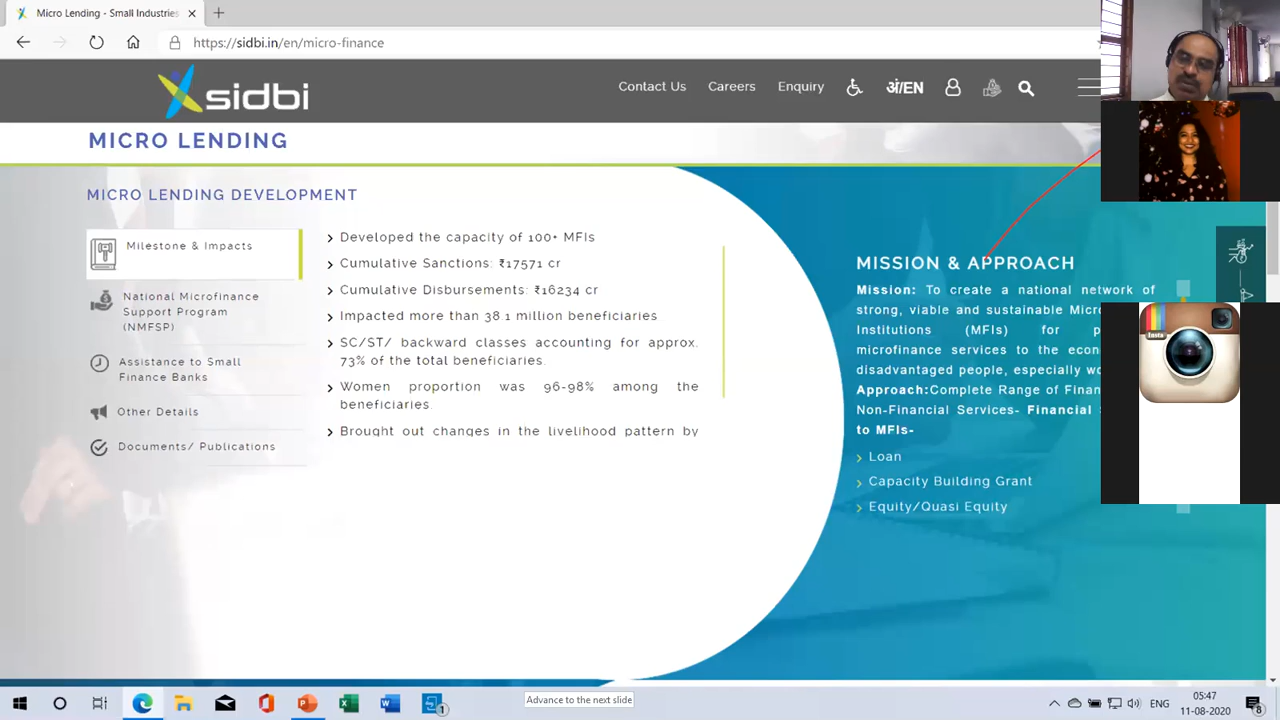 Micro Lending - Small Industries
https://sidbi.in/en/micro-finance
sidbi
Contact Us
Careers
Enquiry
अ/EN
MICRO LENDING
MICRO LENDING DEVELOPMENT
Milestone & Impacts
National Microfinance
Support Program
(NMFSP)
Assistance to Small
Finance Banks
Other Details
Documents/ Publications
Developed the capacity of 100+ MFIs
Cumulative Sanctions: ₹17571 cr
Cumulative Disbursements: ₹16234 cr
Impacted more than 38.1 million beneficiaries
SC/ST/ backward classes accounting for approx.
73% of the total beneficiaries.
Women proportion was 96-98% among the
beneficiaries.
Brought out changes in the livelihood pattern by
MISSION & APPROACH
Mission: To create a national network of
strong, viable and sustainable Micro
Institutions (MFIs) for
microfinance services to the
disadvantaged people, especially
Approach:Complete Range of
Non-Financial Services- Financial
to MFIs-
Loan
Capacity Building Grant
Equity/Quasi Equity
Insta
Advance to the next slide
ENG
05:47
11-08-2020
8
1